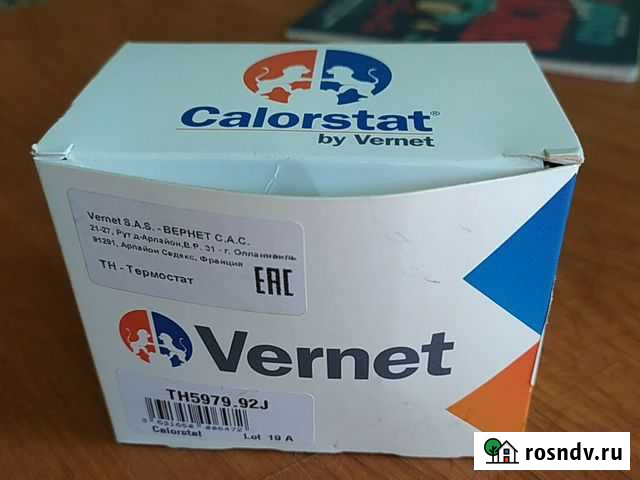 Calorstat®
by Vernet
Vernet S.A.S. - ВЕРНЕТ С.А.С.
21-27, Рут д-Арпайон,В.Р. 31 - г. Олланнвиль
91291, Арпайон Седекс, Франция
ТН - Термостат
EAC
Vernet
TH5979.92J
Calorstat Lot 19 A
rosndv.ru